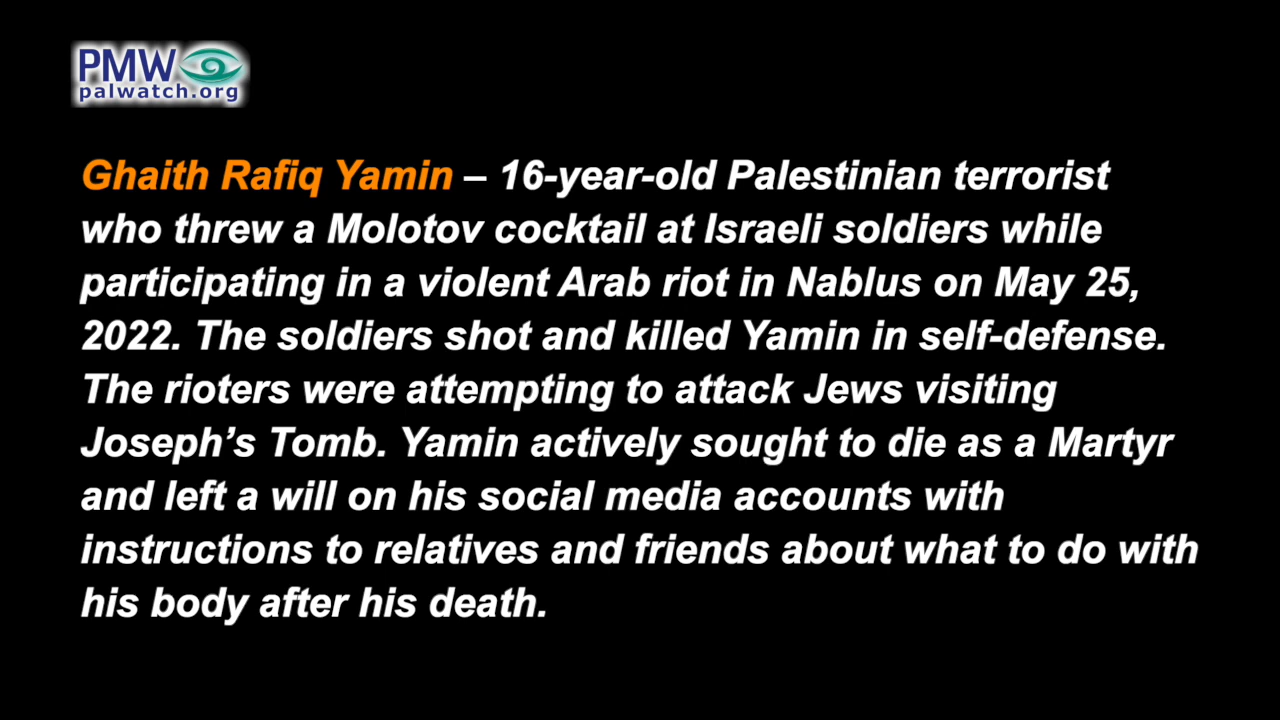 PMW
palwatch.org
Ghaith Rafiq Yamin – 16-year-old Palestinian terrorist
who threw a Molotov cocktail at Israeli soldiers while
participating in a violent Arab riot in Nablus on May 25,
2022. The soldiers shot and killed Yamin in self-defense.
The rioters were attempting to attack Jews visiting
Joseph’s Tomb. Yamin actively sought to die as a Martyr
and left a will on his social media accounts with
instructions to relatives and friends about what to do with
his body after his death.